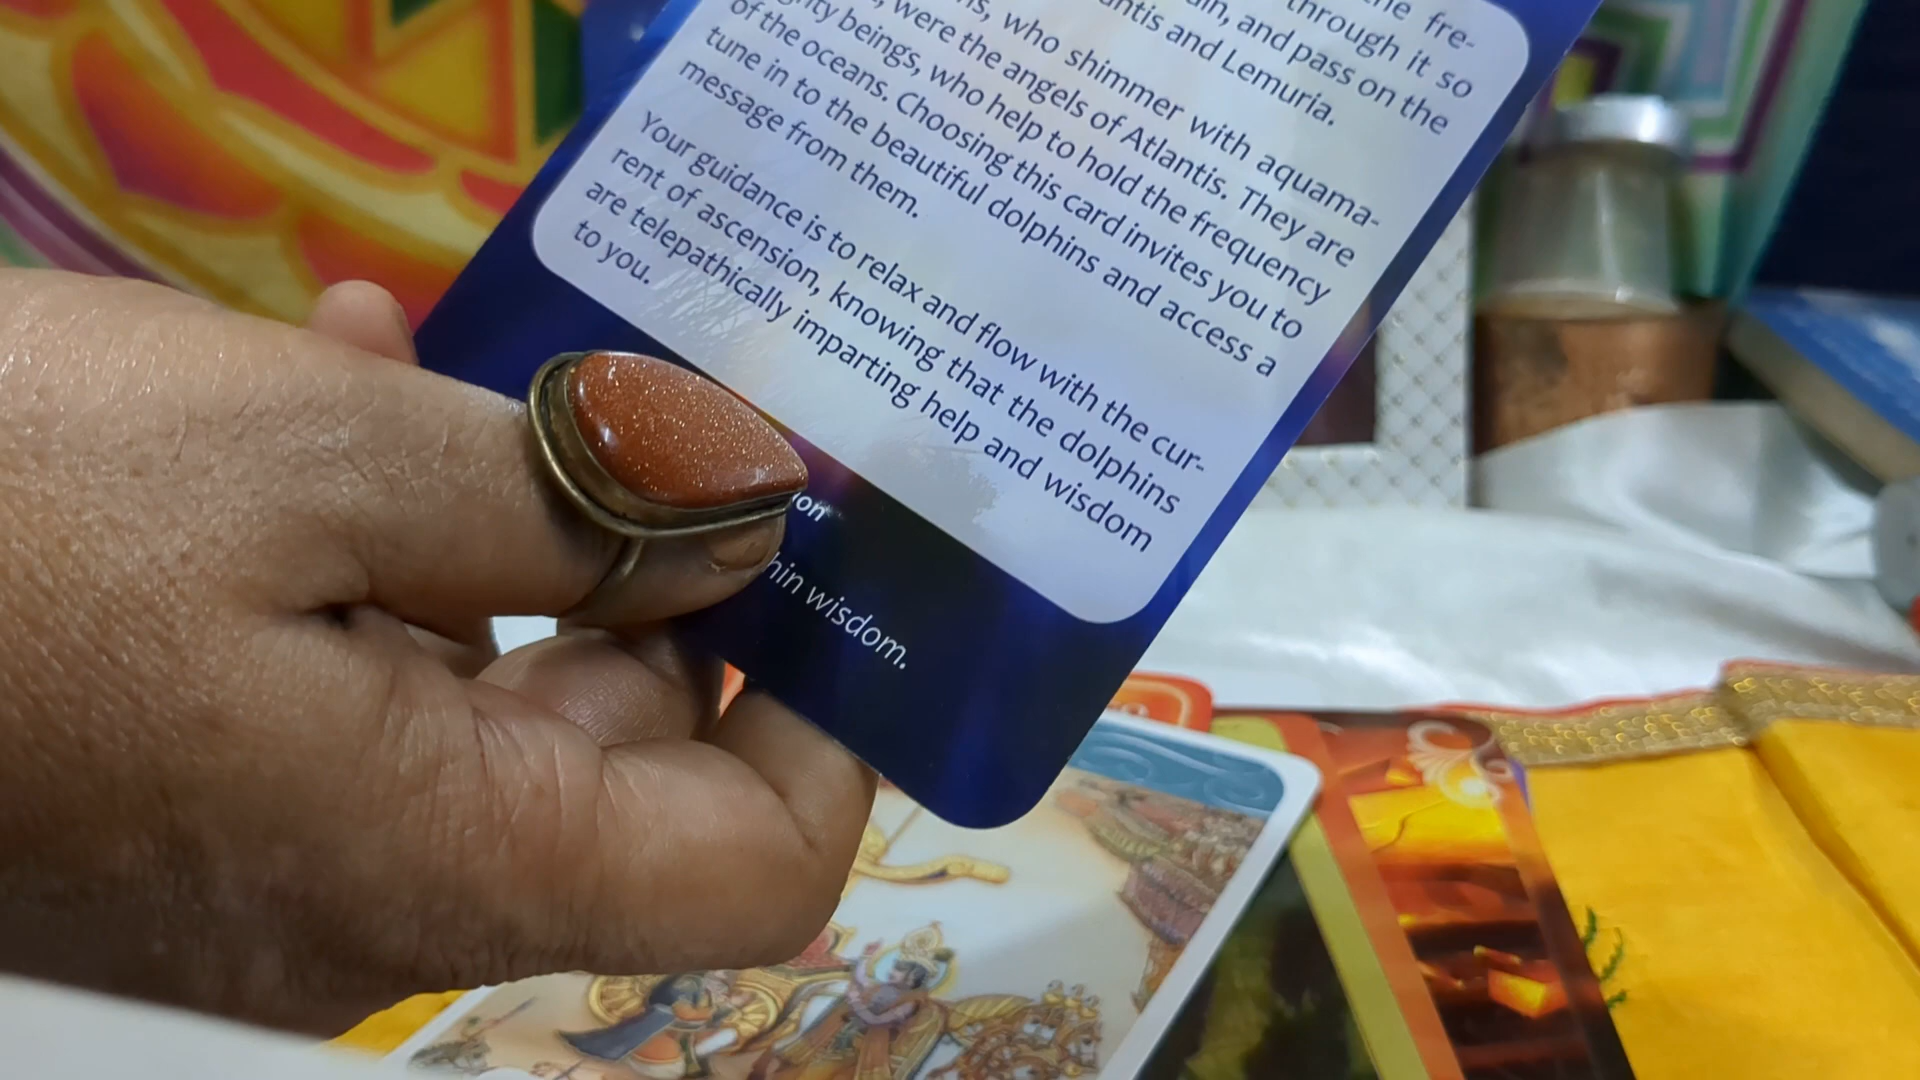 the fre-
through it so
ain, and pass on the
antis and Lemuria.
ns, who shimmer with aquama-
were the angels of Atlantis. They are
ity beings, who help to hold the frequency
of the oceans. Choosing this card invites you to
tune in to the beautiful dolphins and access a
message from them.
Your guidance is to relax and flow with the cur-
rent of ascension, knowing that the dolphins
are telepathically imparting help and wisdom
to you.
ion
hin wisdom.